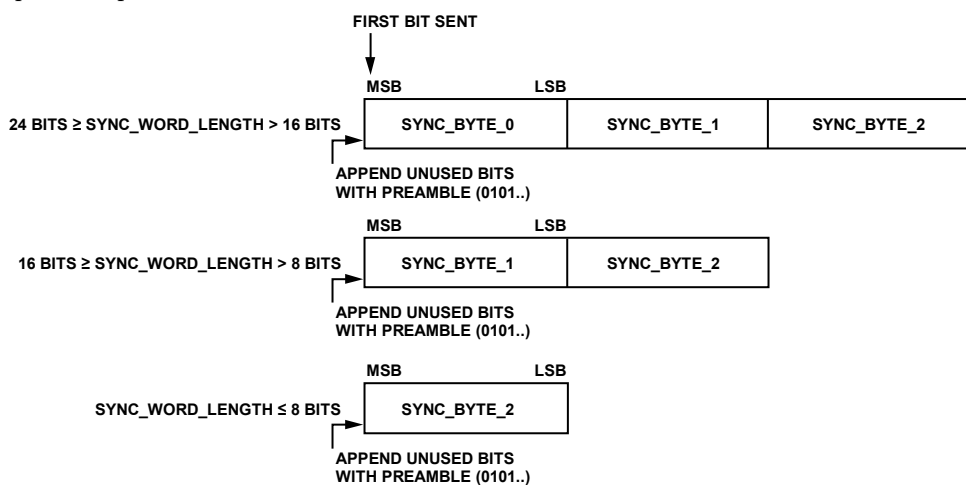 FIRST BIT SENT
MSB LSB
24 BITS ≥ SYNC_WORD_LENGTH > 16 BITS SYNC_BYTE_0 SYNC_BYTE_1 SYNC_BYTE_2
APPEND UNUSED BITS
WITH PREAMBLE (0101..)
MSB LSB
16 BITS ≥ SYNC_WORD_LENGTH > 8 BITS SYNC_BYTE_1 SYNC_BYTE_2
APPEND UNUSED BITS
WITH PREAMBLE (0101..)
MSB LSB
SYNC_WORD_LENGTH ≤ 8 BITS SYNC_BYTE_2
APPEND UNUSED BITS
WITH PREAMBLE (0101..)